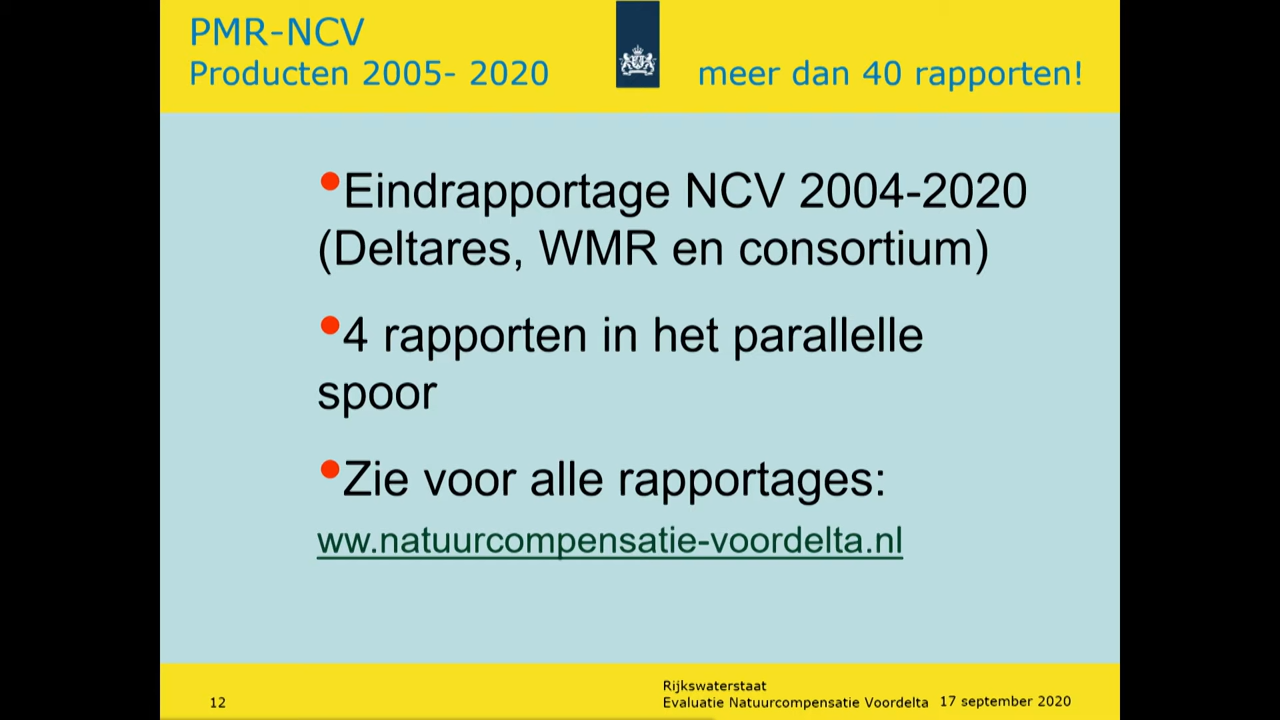 PMR-NCV
Producten 2005- 2020 meer dan 40 rapporten!
•Eindrapportage NCV 2004-2020
(Deltares, WMR en consortium)
•4 rapporten in het parallelle
spoor
•Zie voor alle rapportages:
ww.natuurcompensatie-voordelta.nl
12
Rijkswaterstaat
Evaluatie Natuurcompensatie Voordelta 17 september 2020